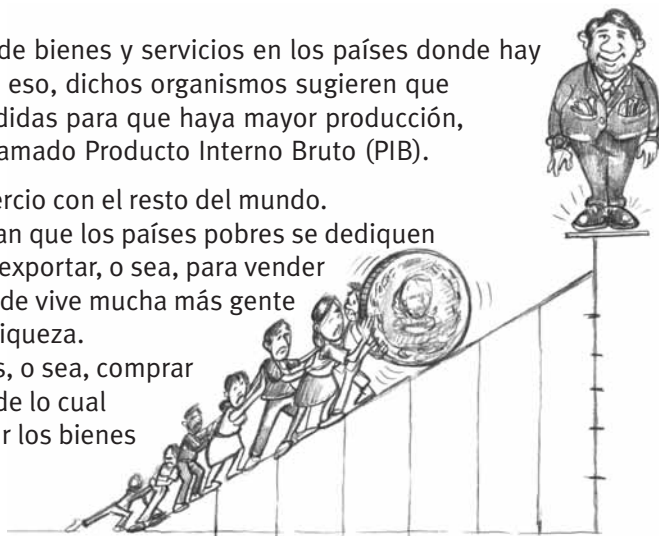 de bienes y servicios en los países donde hay
eso, dichos organismos sugieren que
didas para que haya mayor producción,
amado Producto Interno Bruto (PIB).
ercio con el resto del mundo.
an que los países pobres se dediquen
exportar, o sea, para vender
de vive mucha más gente
iqueza.
s, o sea, comprar
de lo cual
r los bienes